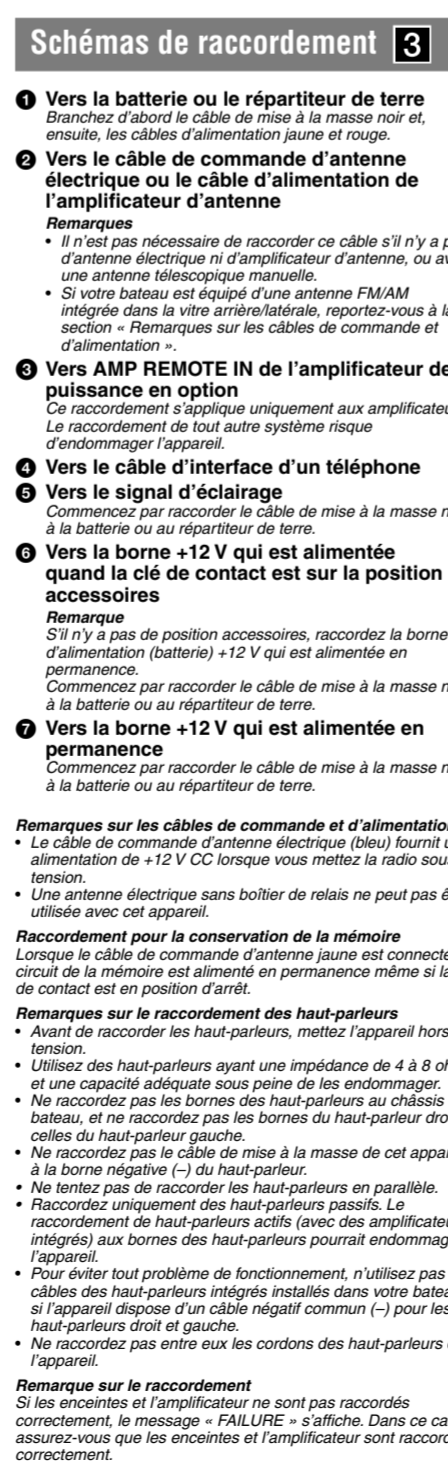 Schémas de raccordement 3
1 Vers la batterie ou le répartiteur de terre
Branchez d'abord le câble de mise à la masse noir et,
ensuite, les câbles d'alimentation jaune et rouge.
2 Vers le câble de commande d'antenne
électrique ou le câble d'alimentation de
l'amplificateur d'antenne
Remarques
• Il n'est pas nécessaire de raccorder ce câble s'il n'y a
d'antenne électrique ni d'amplificateur d'antenne, ou
une antenne télescopique manuelle.
• Si votre bateau est équipé d'une antenne FM/AM
intégrée dans la vitre arrière/latérale, reportez-vous à
section « Remarques sur les câbles de commande et
d'alimentation ».
3 Vers AMP REMOTE IN de l'amplificateur de
puissance en option
Ce raccordement s'applique uniquement aux
Le raccordement de tout autre système risque
d'endommager l'appareil.
4 Vers le câble d'interface d'un téléphone
5 Vers le signal d'éclairage
Commencez par raccorder le câble de mise à la masse
à la batterie ou au répartiteur de terre.
6 Vers la borne +12 V qui est alimentée
quand la clé de contact est sur la position
accessoires
Remarque
S'il n'y a pas de position accessoires, raccordez la borne
d'alimentation (batterie) +12 V qui est alimentée en
permanence.
Commencez par raccorder le câble de mise à la masse
à la batterie ou au répartiteur de terre.
7 Vers la borne +12 V qui est alimentée en
permanence
Commencez par raccorder le câble de mise à la masse
à la batterie ou au répartiteur de terre.
Remarques sur les câbles de commande et
• Le câble de commande d'antenne électrique (bleu) fournit
alimentation de +12 V CC lorsque vous mettez la radio sous
tension.
• Une antenne électrique sans boîtier de relais ne peut pas
utilisée avec cet appareil.
Raccordement pour la conservation de la mémoire
Lorsque le câble de commande d'antenne jaune est
circuit de la mémoire est alimenté en permanence même si
de contact est en position d'arrêt.
Remarques sur le raccordement des haut-parleurs
• Avant de raccorder les haut-parleurs, mettez l'appareil hors
tension.
• Utilisez des haut-parleurs ayant une impédance de 4 à 8
et une capacité adéquate sous peine de les endommager.
• Ne raccordez pas les bornes des haut-parleurs au châssis
bateau, et ne raccordez pas les bornes du haut-parleur
celles du haut-parleur gauche.
• Ne raccordez pas le câble de mise à la masse de cet
à la borne négative (–) du haut-parleur.
• Ne tentez pas de raccorder les haut-parleurs en parallèle.
• Raccordez uniquement des haut-parleurs passifs. Le
raccordement de haut-parleurs actifs (avec des
intégrés) aux bornes des haut-parleurs pourrait
l'appareil.
• Pour éviter tout problème de fonctionnement, n'utilisez pas
câbles des haut-parleurs intégrés installés dans votre
si l'appareil dispose d'un câble négatif commun (–) pour les
haut-parleurs droit et gauche.
• Ne raccordez pas entre eux les cordons des haut-parleurs
l'appareil.
Remarque sur le raccordement
Si les enceintes et l'amplificateur ne sont pas raccordés
correctement, le message « FAILURE » s'affiche. Dans ce
assurez-vous que les enceintes et l'amplificateur sont
correctement.